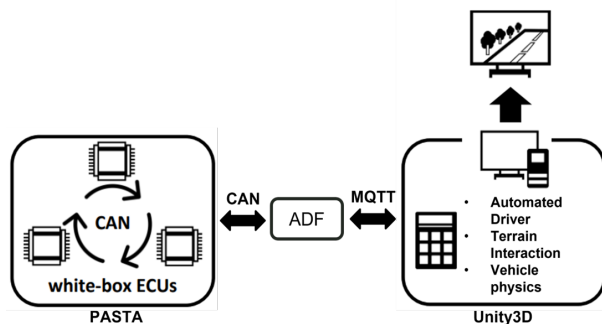 CAN
white-box ECUs
PASTA
CAN
ADF
MQTT
• Automated
Driver
• Terrain
Interaction
• Vehicle
physics
Unity3D